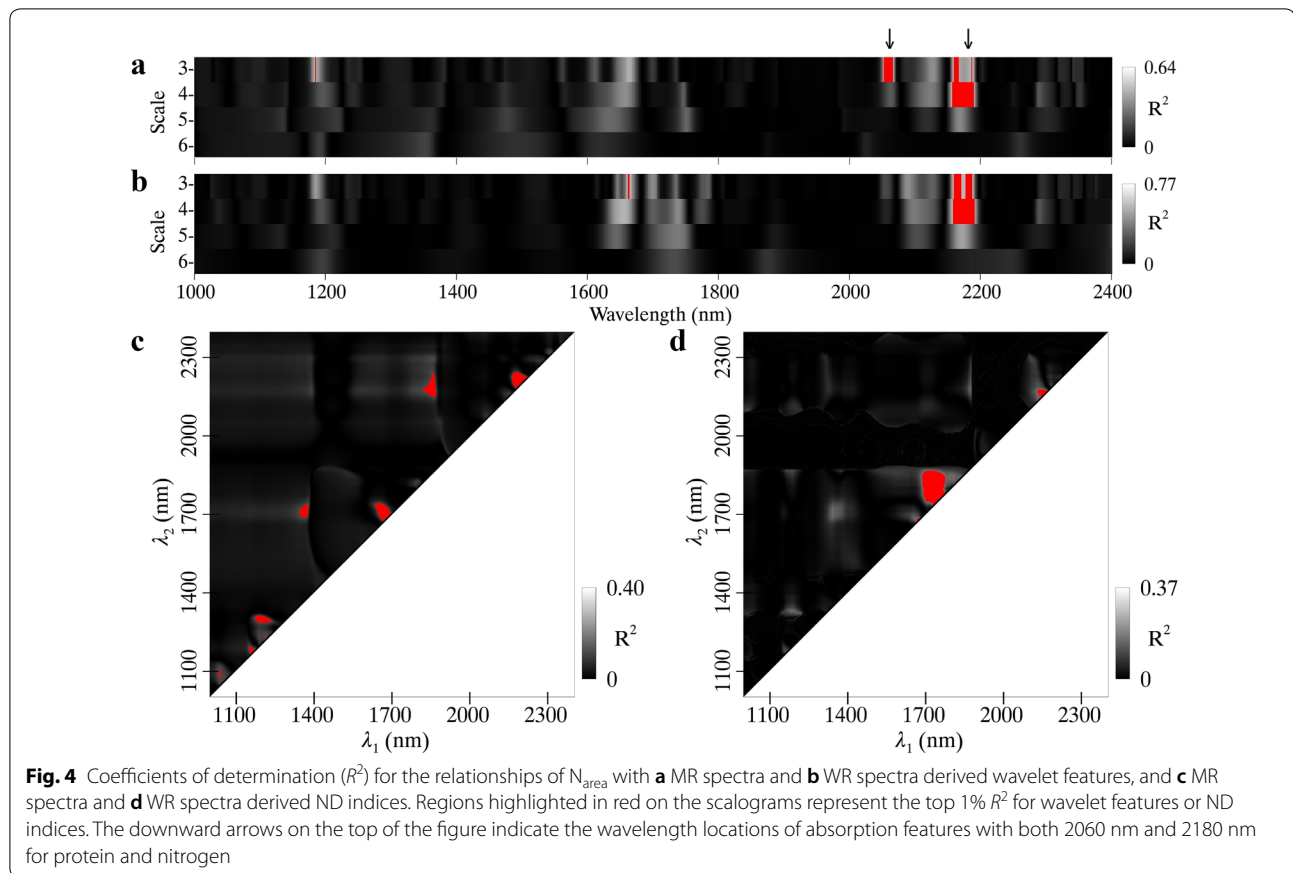 a
Scale
3
4
5
6
0.64
R²
0
b
Scale
3
4
5
6
0.77
R²
0
1000 1200 1400 1600 1800 2000 2200 2400
Wavelength (nm)
c
λ₂ (nm)
2300
2000
1700
1400
1100
0.40
R²
0
1100 1400 1700 2000 2300
λ₁ (nm)
d
λ₂ (nm)
2300
2000
1700
1400
1100
0.37
R²
0
1100 1400 1700 2000 2300
λ₁ (nm)
Fig. 4 Coefficients of determination (R²) for the relationships of Narea with a MR spectra and b WR spectra derived wavelet features, and c MR
spectra and d WR spectra derived ND indices. Regions highlighted in red on the scalograms represent the top 1% R² for wavelet features or ND
indices. The downward arrows on the top of the figure indicate the wavelength locations of absorption features with both 2060 nm and 2180 nm
for protein and nitrogen